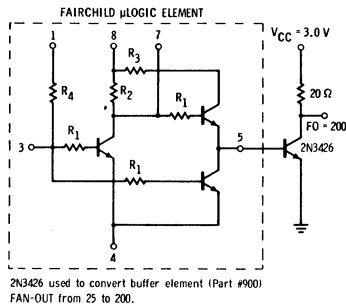 FAIRCHILD µLOGIC ELEMENT
1
8
7
V_CC = 3.0 V
R3
R4
R2
R1
20 Ω
FO = 200
3
R1
5
2N3426
R1
4
2N3426 used to convert buffer element (Part #900)
FAN-OUT from 25 to 200.